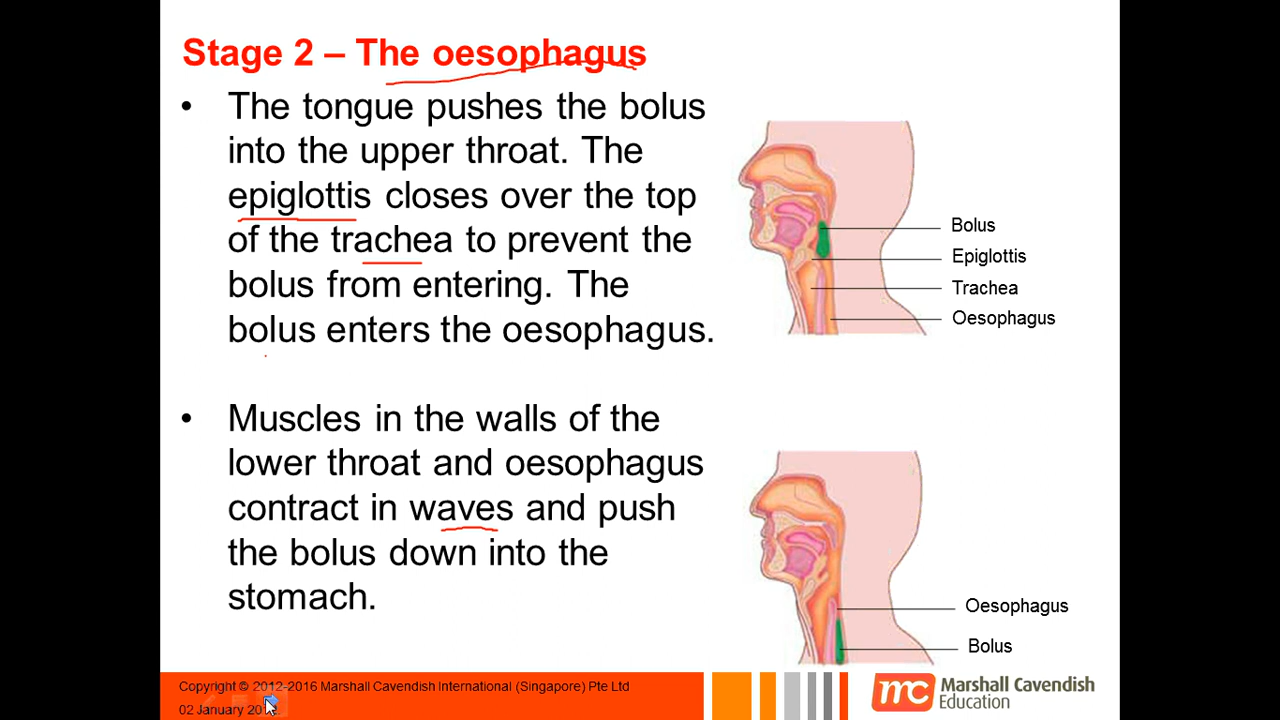 Stage 2 – The oesophagus
• The tongue pushes the bolus
into the upper throat. The
epiglottis closes over the top
of the trachea to prevent the
bolus from entering. The
bolus enters the oesophagus.
Bolus
Epiglottis
Trachea
Oesophagus
• Muscles in the walls of the
lower throat and oesophagus
contract in waves and push
the bolus down into the
stomach.
Oesophagus
Bolus
Copyright © 2012-2016 Marshall Cavendish International (Singapore) Pte Ltd
02 January
mc Marshall Cavendish
Education